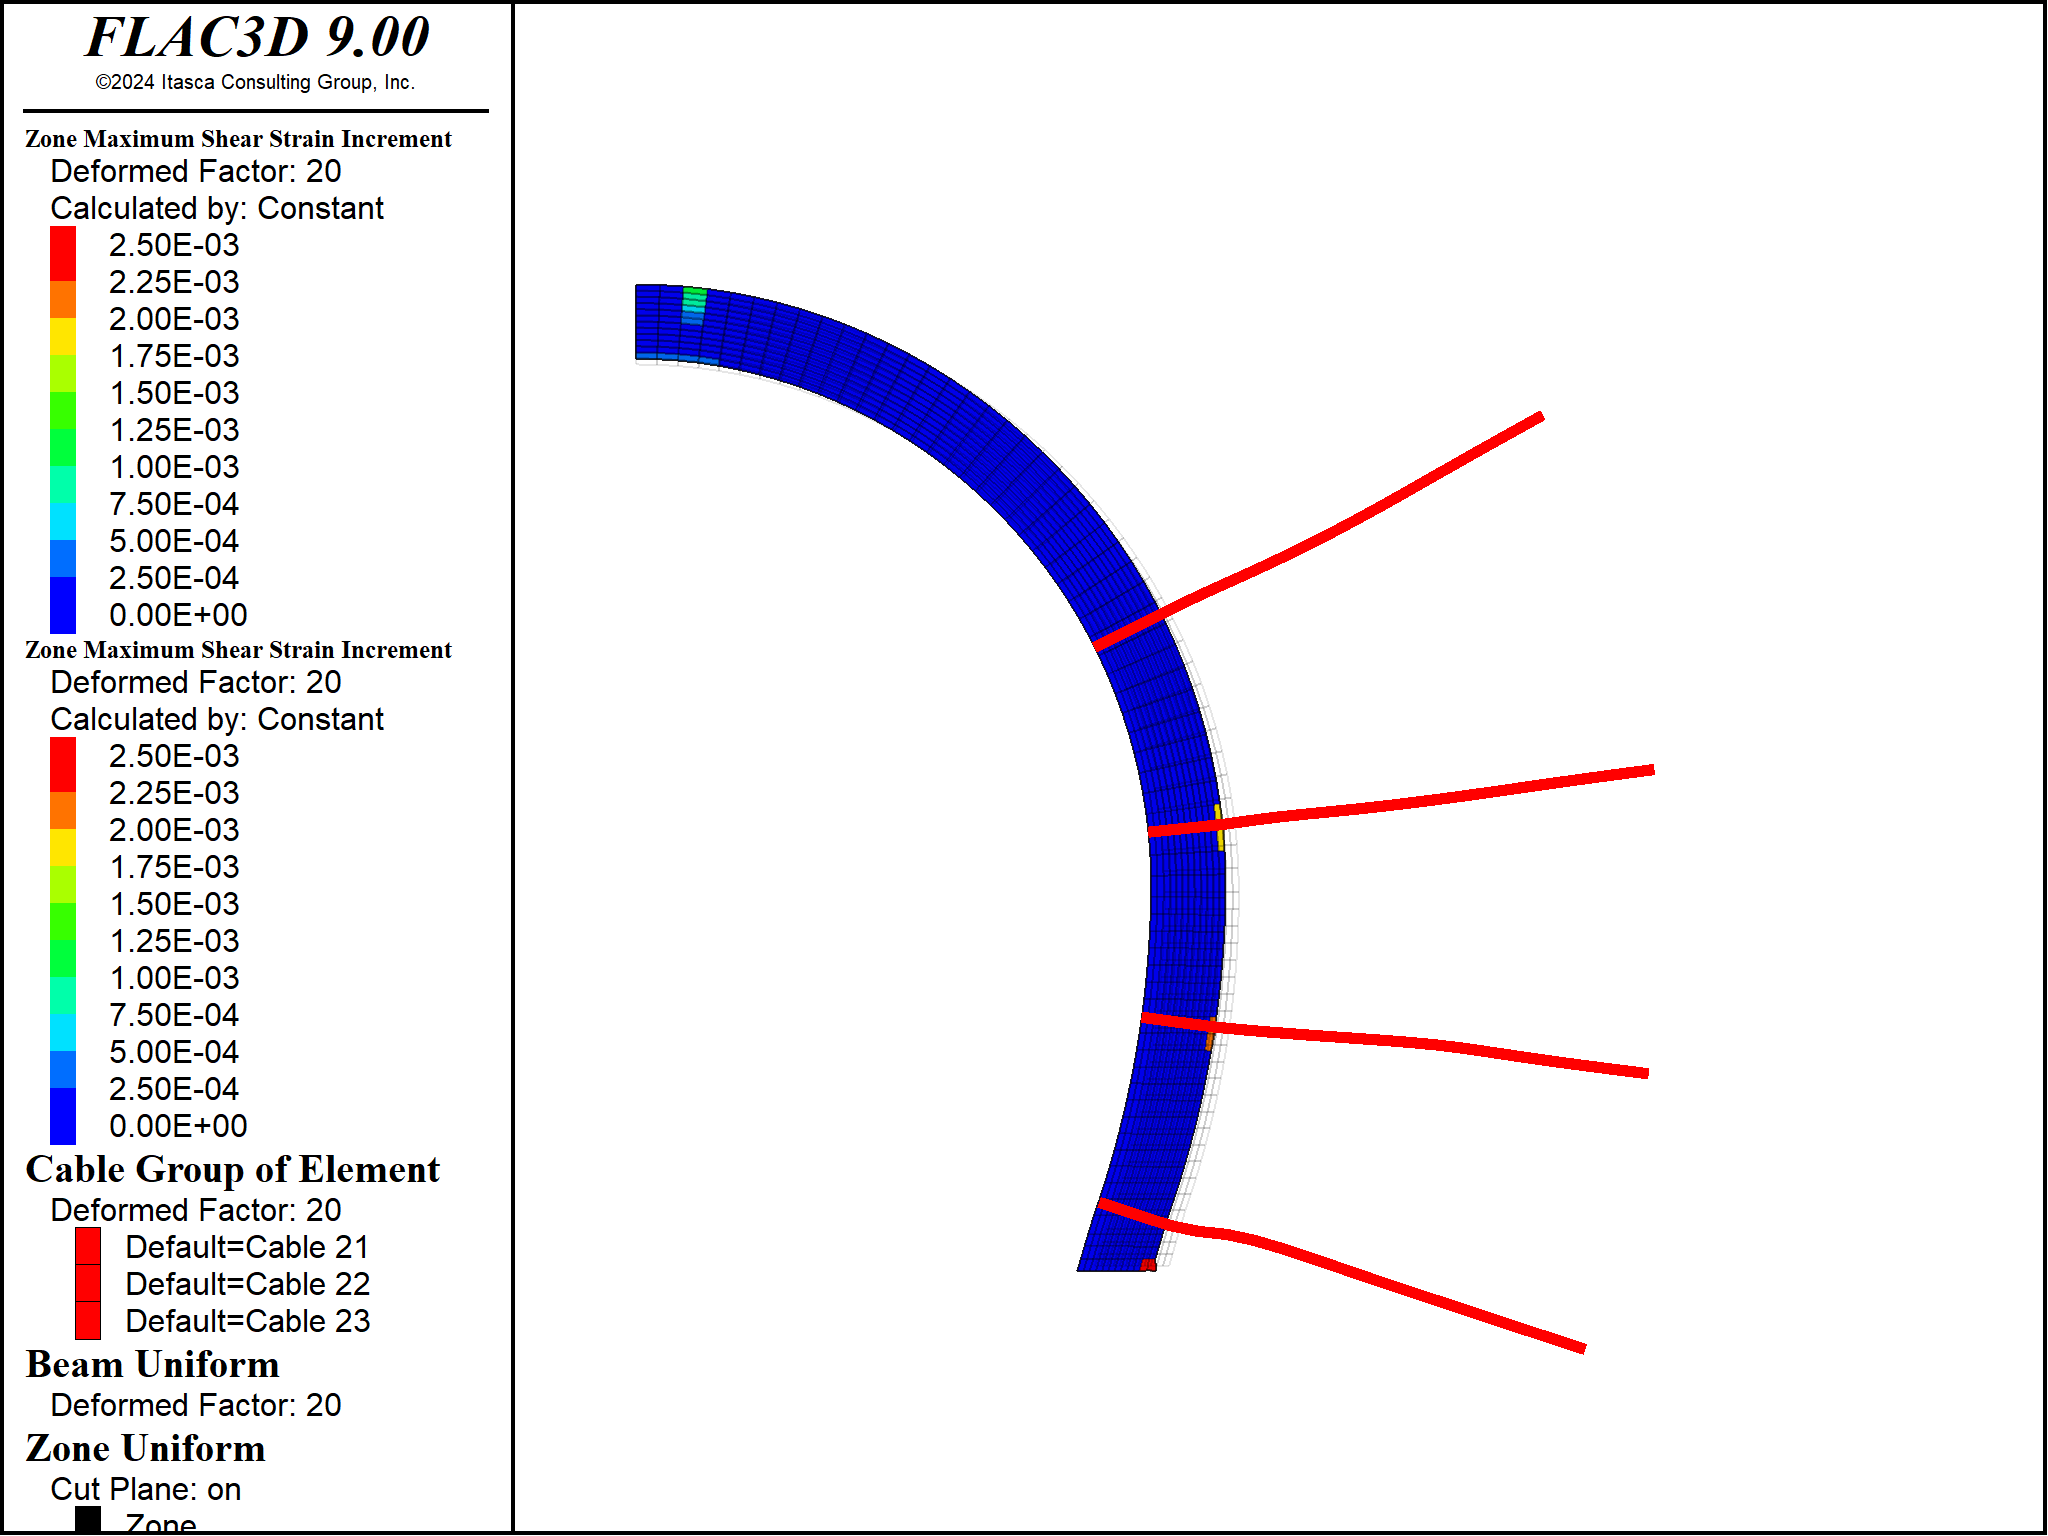 FLAC3D 9.00
©2024 Itasca Consulting Group, Inc.
Zone Maximum Shear Strain Increment
Deformed Factor: 20
Calculated by: Constant
2.50E-03
2.25E-03
2.00E-03
1.75E-03
1.50E-03
1.25E-03
1.00E-03
7.50E-04
5.00E-04
2.50E-04
0.00E+00
Zone Maximum Shear Strain Increment
Deformed Factor: 20
Calculated by: Constant
2.50E-03
2.25E-03
2.00E-03
1.75E-03
1.50E-03
1.25E-03
1.00E-03
7.50E-04
5.00E-04
2.50E-04
0.00E+00
Cable Group of Element
Deformed Factor: 20
Default=Cable 21
Default=Cable 22
Default=Cable 23
Beam Uniform
Deformed Factor: 20
Zone Uniform
Cut Plane: on
Zone